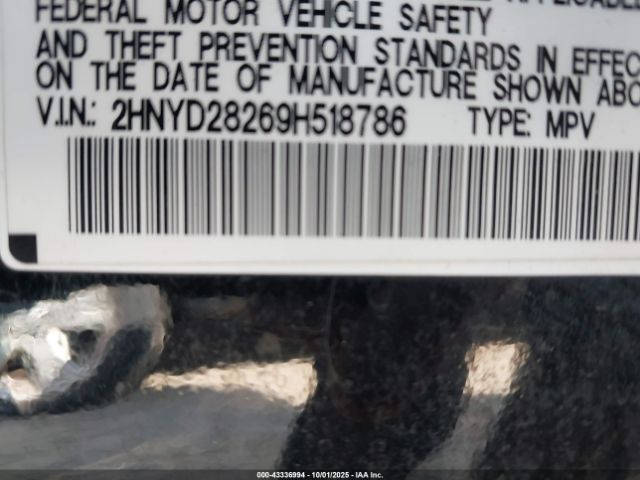 FEDERAL MOTOR VEHICLE SAFETY
AND THEFT PREVENTION STANDARDS IN EFFEC
ON THE DATE OF MANUFACTURE SHOWN ABO
V.I.N.: 2HNYD28269H518786 TYPE: MPV
000-43336994 | 10/01/2025 | IAA Inc.